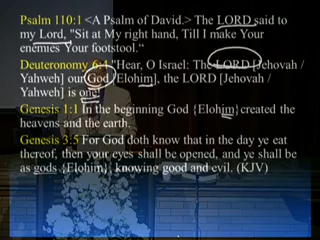 Psalm 110:1 <A Psalm of David.> The LORD said to
my Lord, "Sit at My right hand, Till I make Your
enemies Your footstool."
Deuteronomy 6:4 "Hear, O Israel: The LORD [Jehovah /
Yahweh] our God {Elohim}, the LORD [Jehovah /
Yahweh] is one!
Genesis 1:1 In the beginning God {Elohim} created the
heavens and the earth.
Genesis 3:5 For God doth know that in the day ye eat
thereof, then your eyes shall be opened, and ye shall be
as gods {Elohim}, knowing good and evil. (KJV)